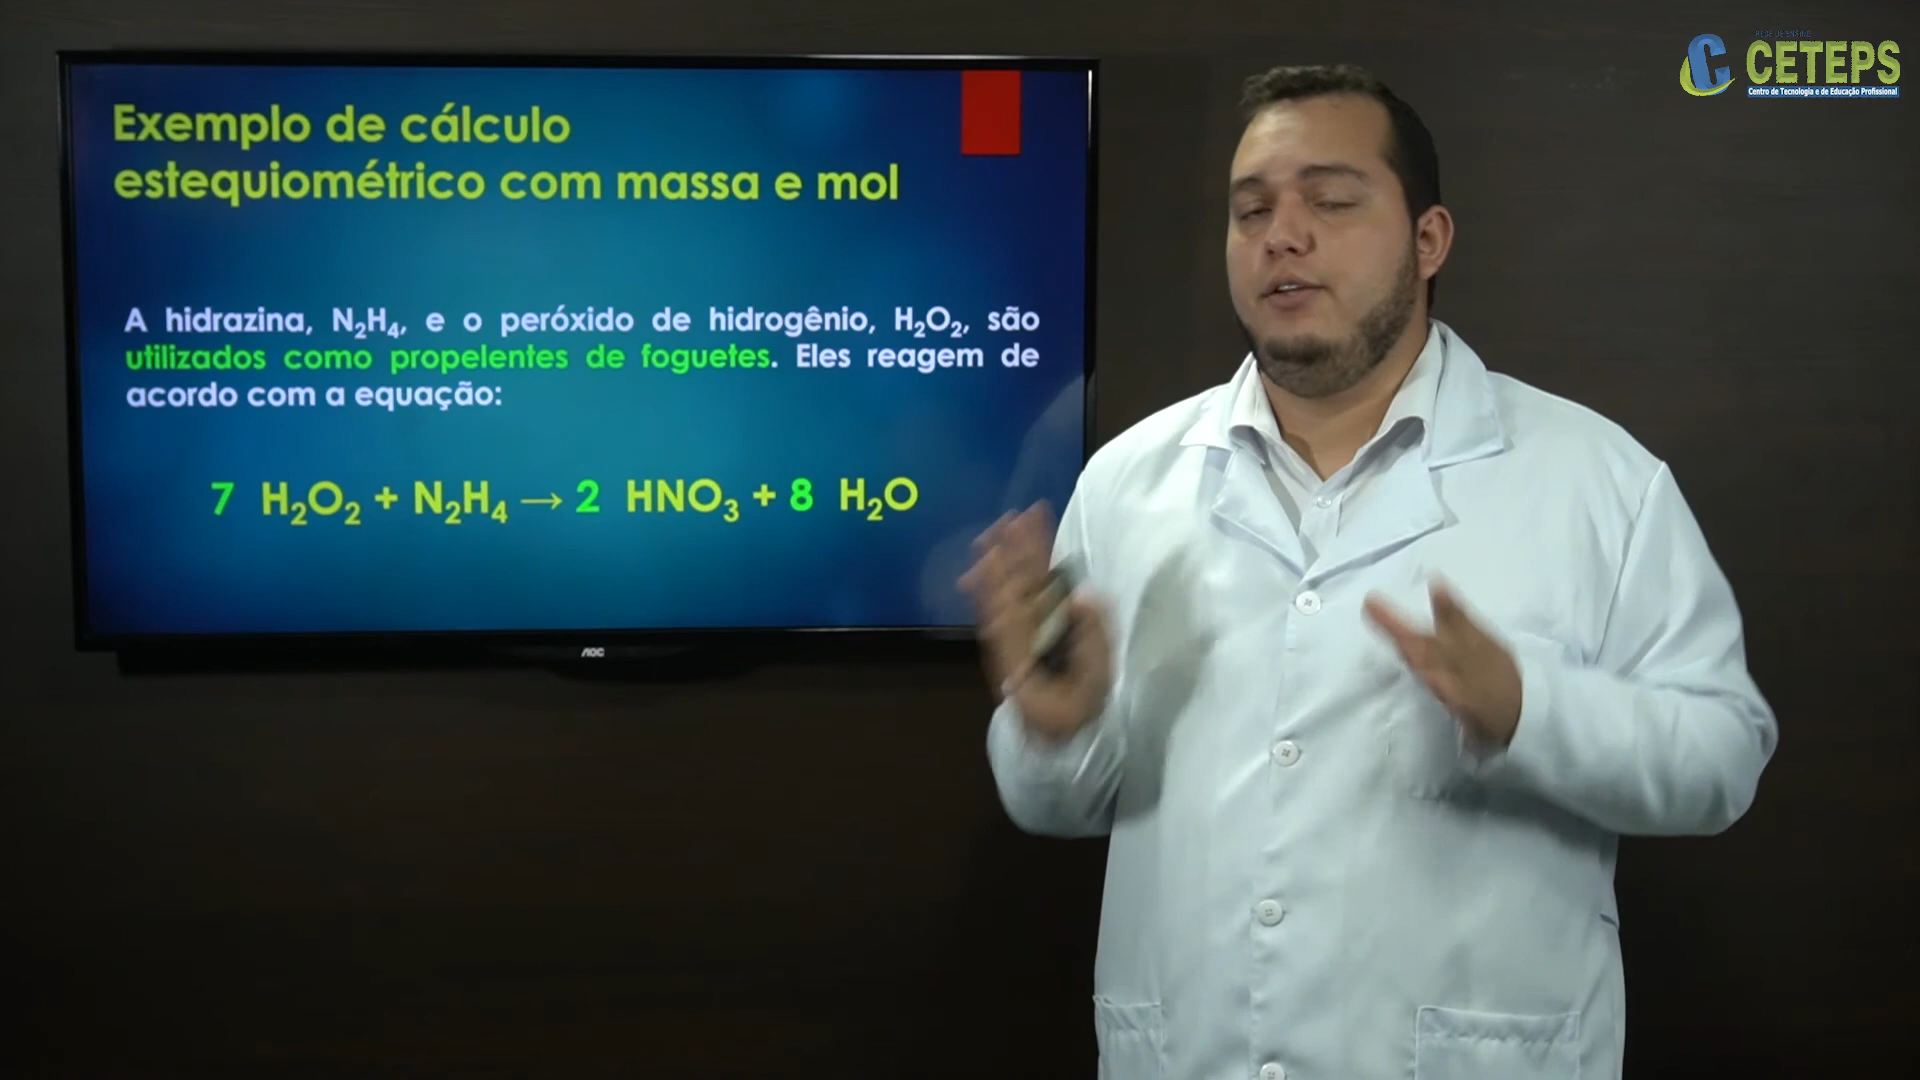 Exemplo de cálculo
estequiométrico com massa e mol
A hidrazina, N₂H₄, e o peróxido de hidrogênio, H₂O₂, são
utilizados como propelentes de foguetes. Eles reagem de
acordo com a equação:
7 H₂O₂ + N₂H₄ → 2 HNO₃ + 8 H₂O
AOC
CETEPS
Centro de Tecnologia e de Educação Profissional